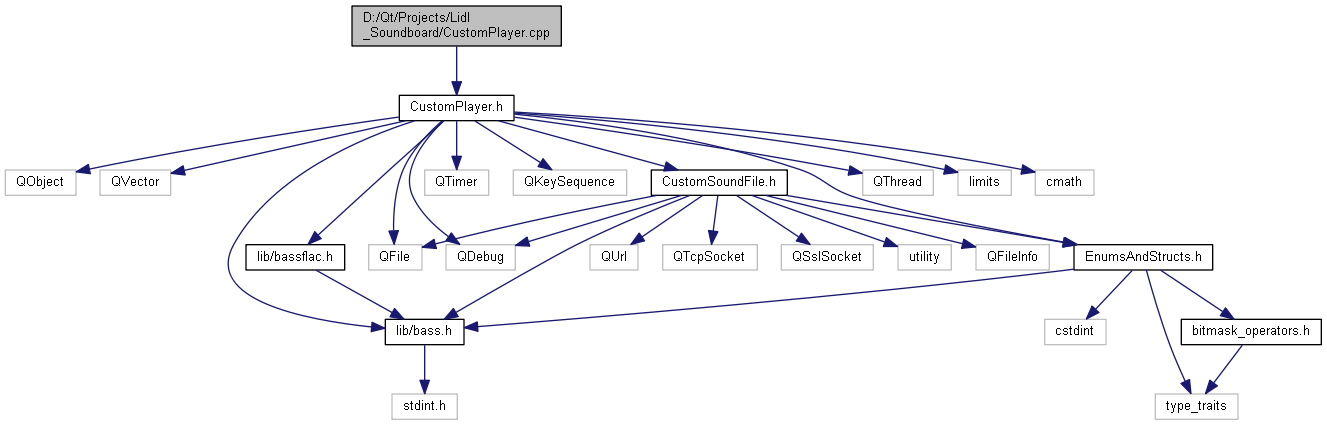 D:/Qt/Projects/Lidl
_Soundboard/CustomPlayer.cpp
CustomPlayer.h
QObject
QVector
QTimer
QKeySequence
CustomSoundFile.h
QThread
limits
cmath
lib/bassflac.h
QFile
QDebug
QUrl
QTcpSocket
QSslSocket
utility
QFileInfo
EnumsAndStructs.h
lib/bass.h
cstdint
bitmask_operators.h
stdint.h
type_traits